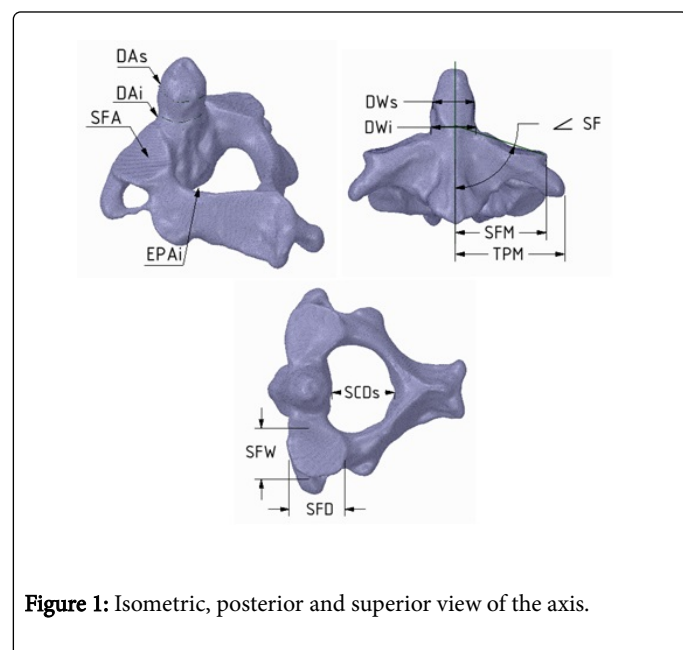 DAs
DAi
SFA
EPAi
DWs
DWi
∠ SF
SFM
TPM
SCDs
SFW
SFD
Figure 1: Isometric, posterior and superior view of the axis.